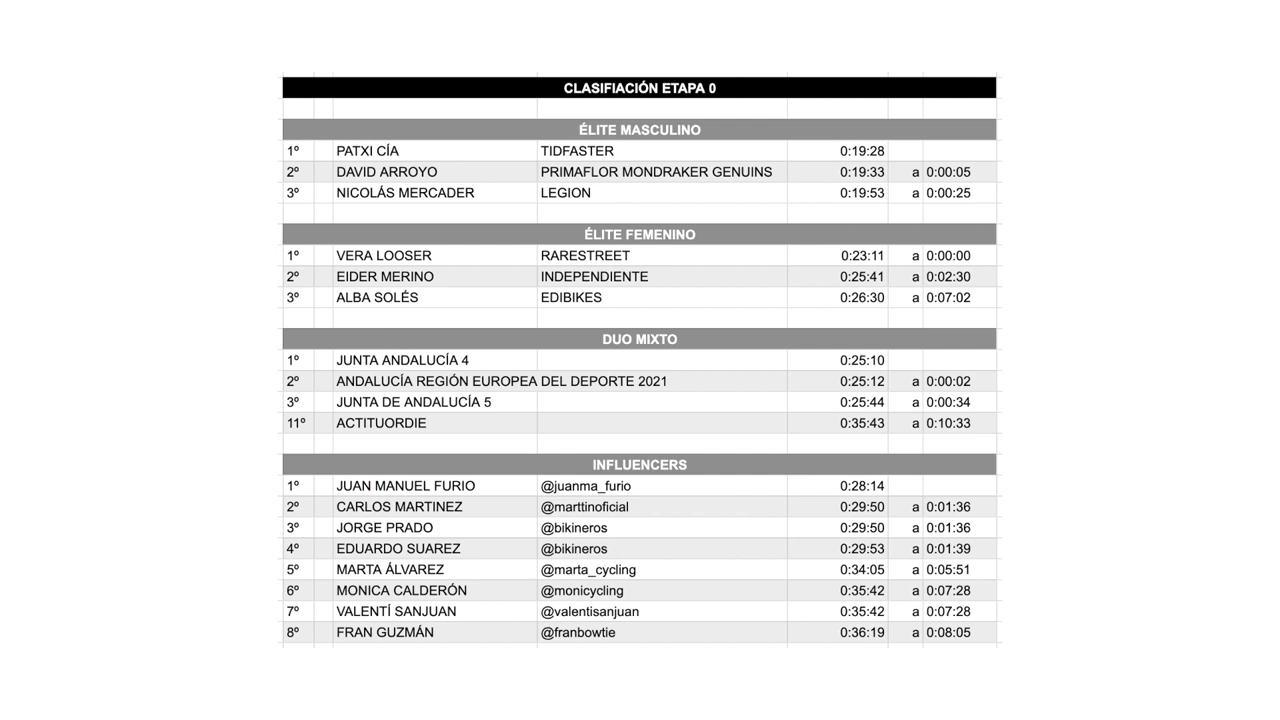 CLASIFIACIÓN ETAPA 0
ÉLITE MASCULINO
1º PATXI CÍA TIDFASTER 0:19:28
2º DAVID ARROYO PRIMAFLOR MONDRAKER GENUINS 0:19:33 a 0:00:05
3º NICOLÁS MERCADER LEGION 0:19:53 a 0:00:25
ÉLITE FEMENINO
1º VERA LOOSER RARESTREET 0:23:11 a 0:00:00
2º EIDER MERINO INDEPENDIENTE 0:25:41 a 0:02:30
3º ALBA SOLÉS EDIBIKES 0:26:30 a 0:07:02
DUO MIXTO
1º JUNTA ANDALUCÍA 4 0:25:10
2º ANDALUCÍA REGIÓN EUROPEA DEL DEPORTE 2021 0:25:12 a 0:00:02
3º JUNTA DE ANDALUCÍA 5 0:25:44 a 0:00:34
11º ACTITUORDIE 0:35:43 a 0:10:33
INFLUENCERS
1º JUAN MANUEL FURIO @juanma_furio 0:28:14
2º CARLOS MARTINEZ @marttinoficial 0:29:50 a 0:01:36
3º JORGE PRADO @bikineros 0:29:50 a 0:01:36
4º EDUARDO SUAREZ @bikineros 0:29:53 a 0:01:39
5º MARTA ÁLVAREZ @marta_cycling 0:34:05 a 0:05:51
6º MONICA CALDERÓN @monicycling 0:35:42 a 0:07:28
7º VALENTÍ SANJUAN @valentisanjuan 0:35:42 a 0:07:28
8º FRAN GUZMÁN @franbowtie 0:36:19 a 0:08:05